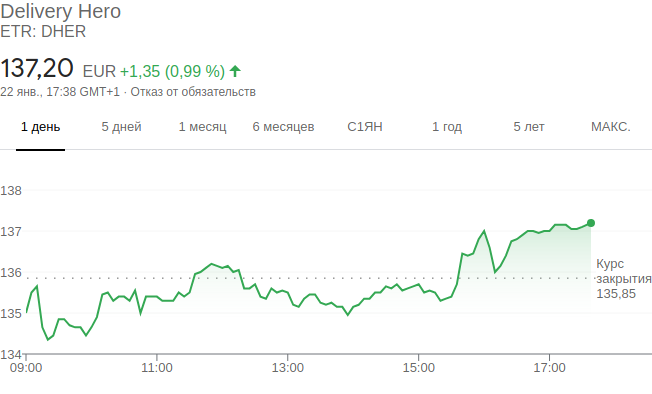 Delivery Hero
ETR: DHER
137,20 EUR +1,35 (0,99 %) ↑
22 янв., 17:38 GMT+1 · Отказ от обязательств
1 день 5 дней 1 месяц 6 месяцев С1ЯН 1 год 5 лет МАКС.
138
137
136
Курс
закрытия
135,85
135
134
09:00 11:00 13:00 15:00 17:00